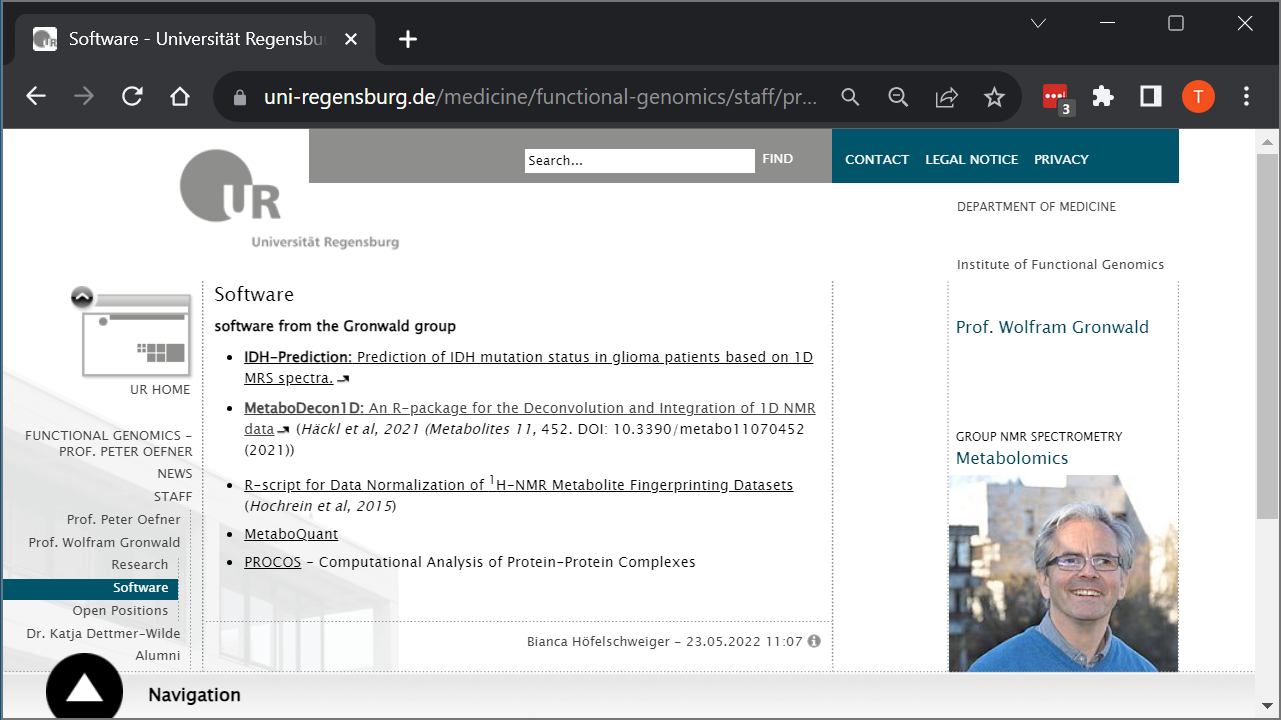 UR
Software - Universität Regensbu
uni-regensburg.de/medicine/functional-genomics/staff/pr...
3
T
Search...
FIND
CONTACT LEGAL NOTICE PRIVACY
UR
Universität Regensburg
DEPARTMENT OF MEDICINE
Institute of Functional Genomics
UR HOME
FUNCTIONAL GENOMICS –
PROF. PETER OEFNER
NEWS
STAFF
Prof. Peter Oefner
Prof. Wolfram Gronwald
Research
Software
Open Positions
Dr. Katja Dettmer-Wilde
Alumni
Software
software from the Gronwald group
IDH-Prediction: Prediction of IDH mutation status in glioma patients based on 1D
MRS spectra.
MetaboDecon1D: An R-package for the Deconvolution and Integration of 1D NMR
data (Häckl et al, 2021 (Metabolites 11, 452. DOI: 10.3390/metabo11070452
(2021))
R-script for Data Normalization of ¹H-NMR Metabolite Fingerprinting Datasets
(Hochrein et al, 2015)
MetaboQuant
PROCOS – Computational Analysis of Protein-Protein Complexes
Bianca Höfelschweiger – 23.05.2022 11:07
Prof. Wolfram Gronwald
GROUP NMR SPECTROMETRY
Metabolomics
Navigation